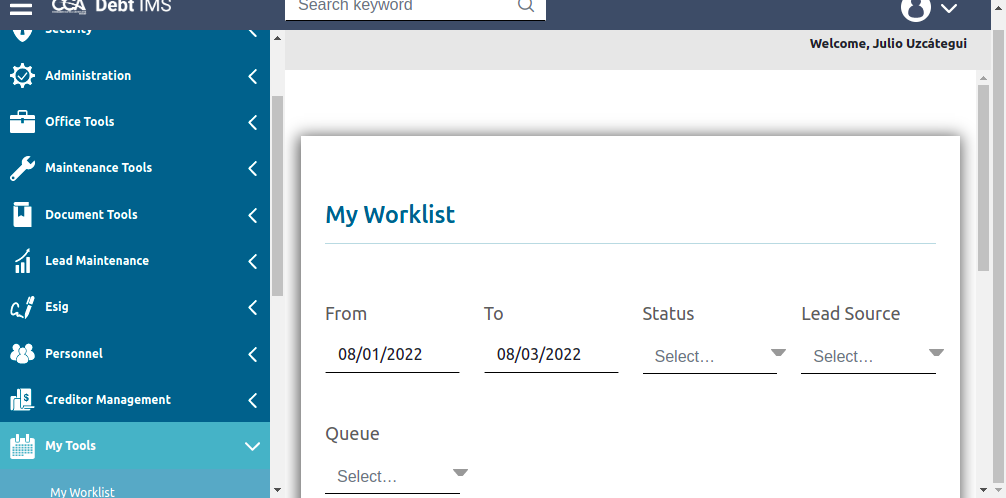 CCA Debt IMS
Search keyword
Welcome, Julio Uzcátegui
Security
Administration
Office Tools
Maintenance Tools
Document Tools
Lead Maintenance
Esig
Personnel
Creditor Management
My Tools
My Worklist
My Worklist
From
To
Status
Lead Source
08/01/2022
08/03/2022
Select...
Select...
Queue
Select...